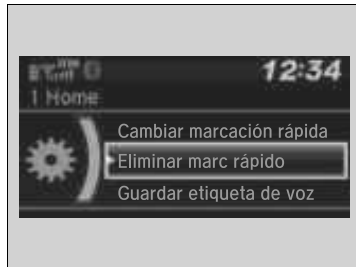 12:34
1 Home
Cambiar marcación rápida
Eliminar marc rápido
Guardar etiqueta de voz